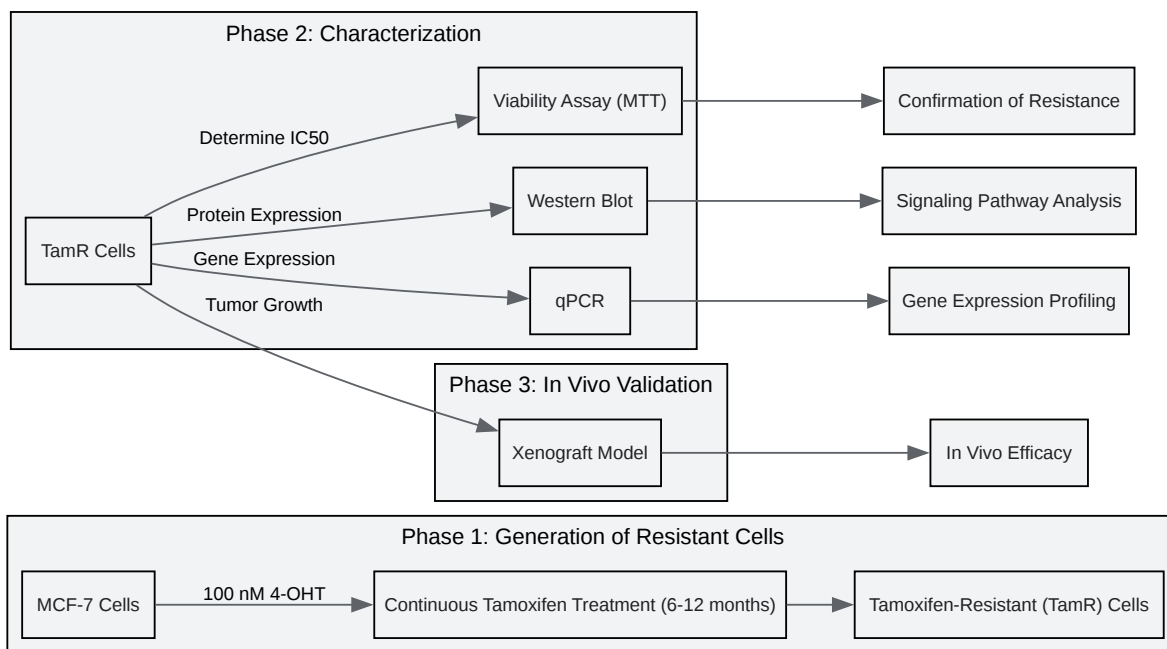 Phase 2: Characterization
Viability Assay (MTT)
Confirmation of Resistance
Determine IC50
Western Blot
Signaling Pathway Analysis
Protein Expression
TamR Cells
Gene Expression
qPCR
Gene Expression Profiling
Tumor Growth
Phase 3: In Vivo Validation
Xenograft Model
In Vivo Efficacy
Phase 1: Generation of Resistant Cells
MCF-7 Cells
100 nM 4-OHT
Continuous Tamoxifen Treatment (6-12 months)
Tamoxifen-Resistant (TamR) Cells